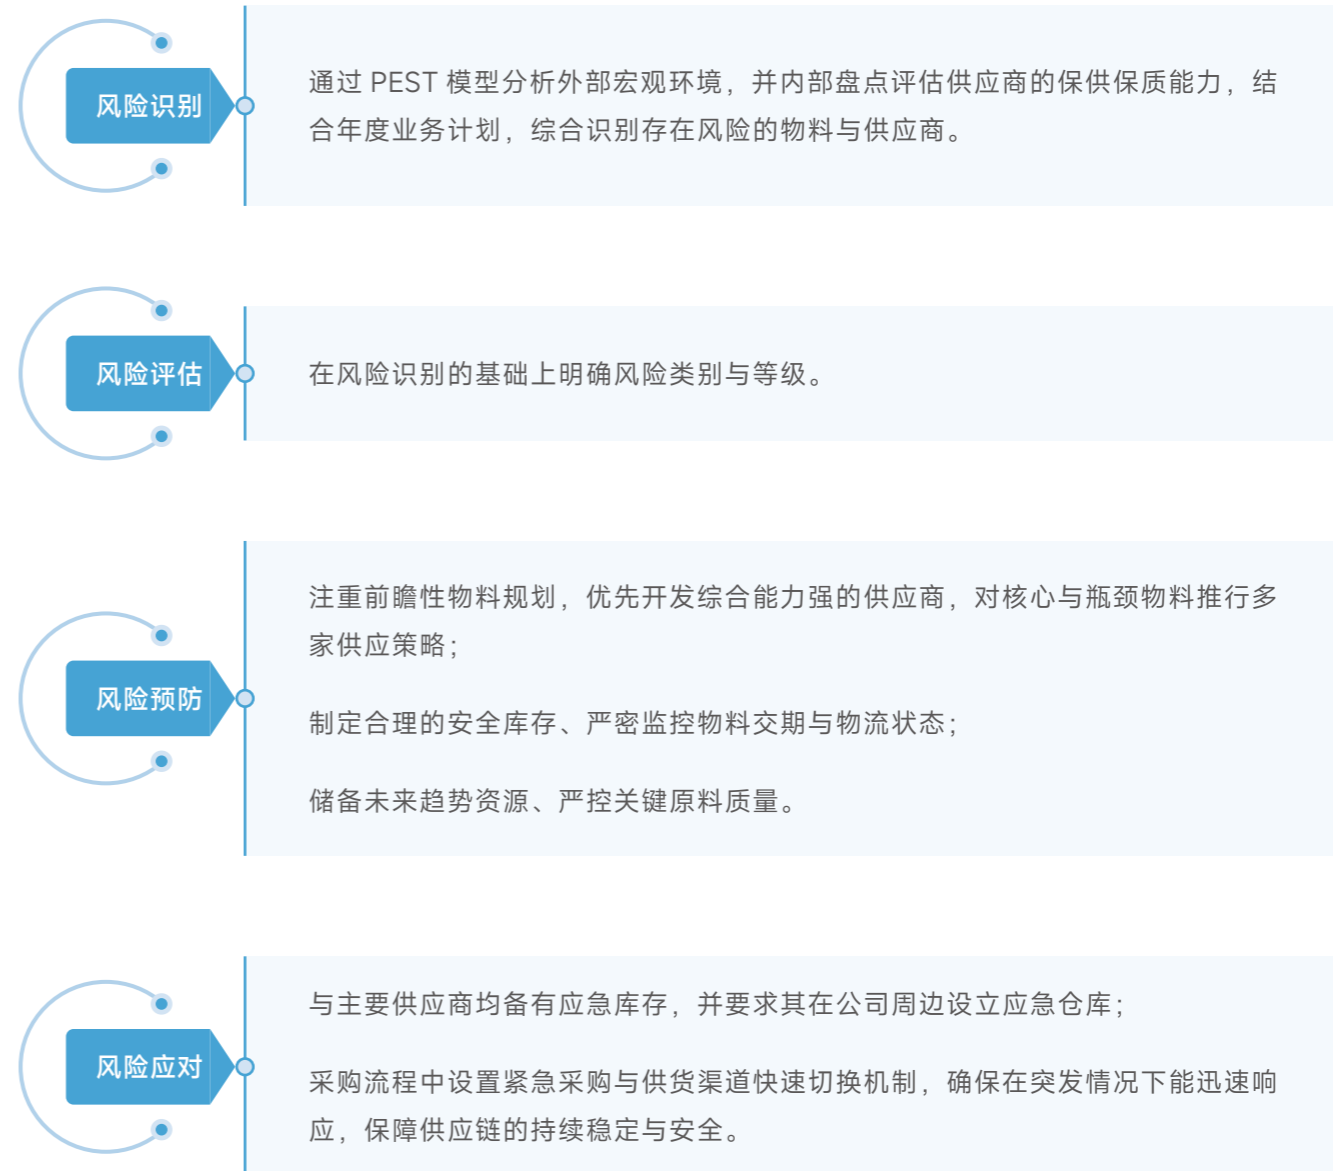 风险识别
通过 PEST 模型分析外部宏观环境，并内部盘点评估供应商的保供保质能力，结
合年度业务计划，综合识别存在风险的物料与供应商。
风险评估
在风险识别的基础上明确风险类别与等级。
风险预防
注重前瞻性物料规划，优先开发综合能力强的供应商，对核心与瓶颈物料推行多
家供应策略；
制定合理的安全库存、严密监控物料交期与物流状态；
储备未来趋势资源、严控关键原料质量。
风险应对
与主要供应商均备有应急库存，并要求其在公司周边设立应急仓库；
采购流程中设置紧急采购与供货渠道快速切换机制，确保在突发情况下能迅速响
应，保障供应链的持续稳定与安全。